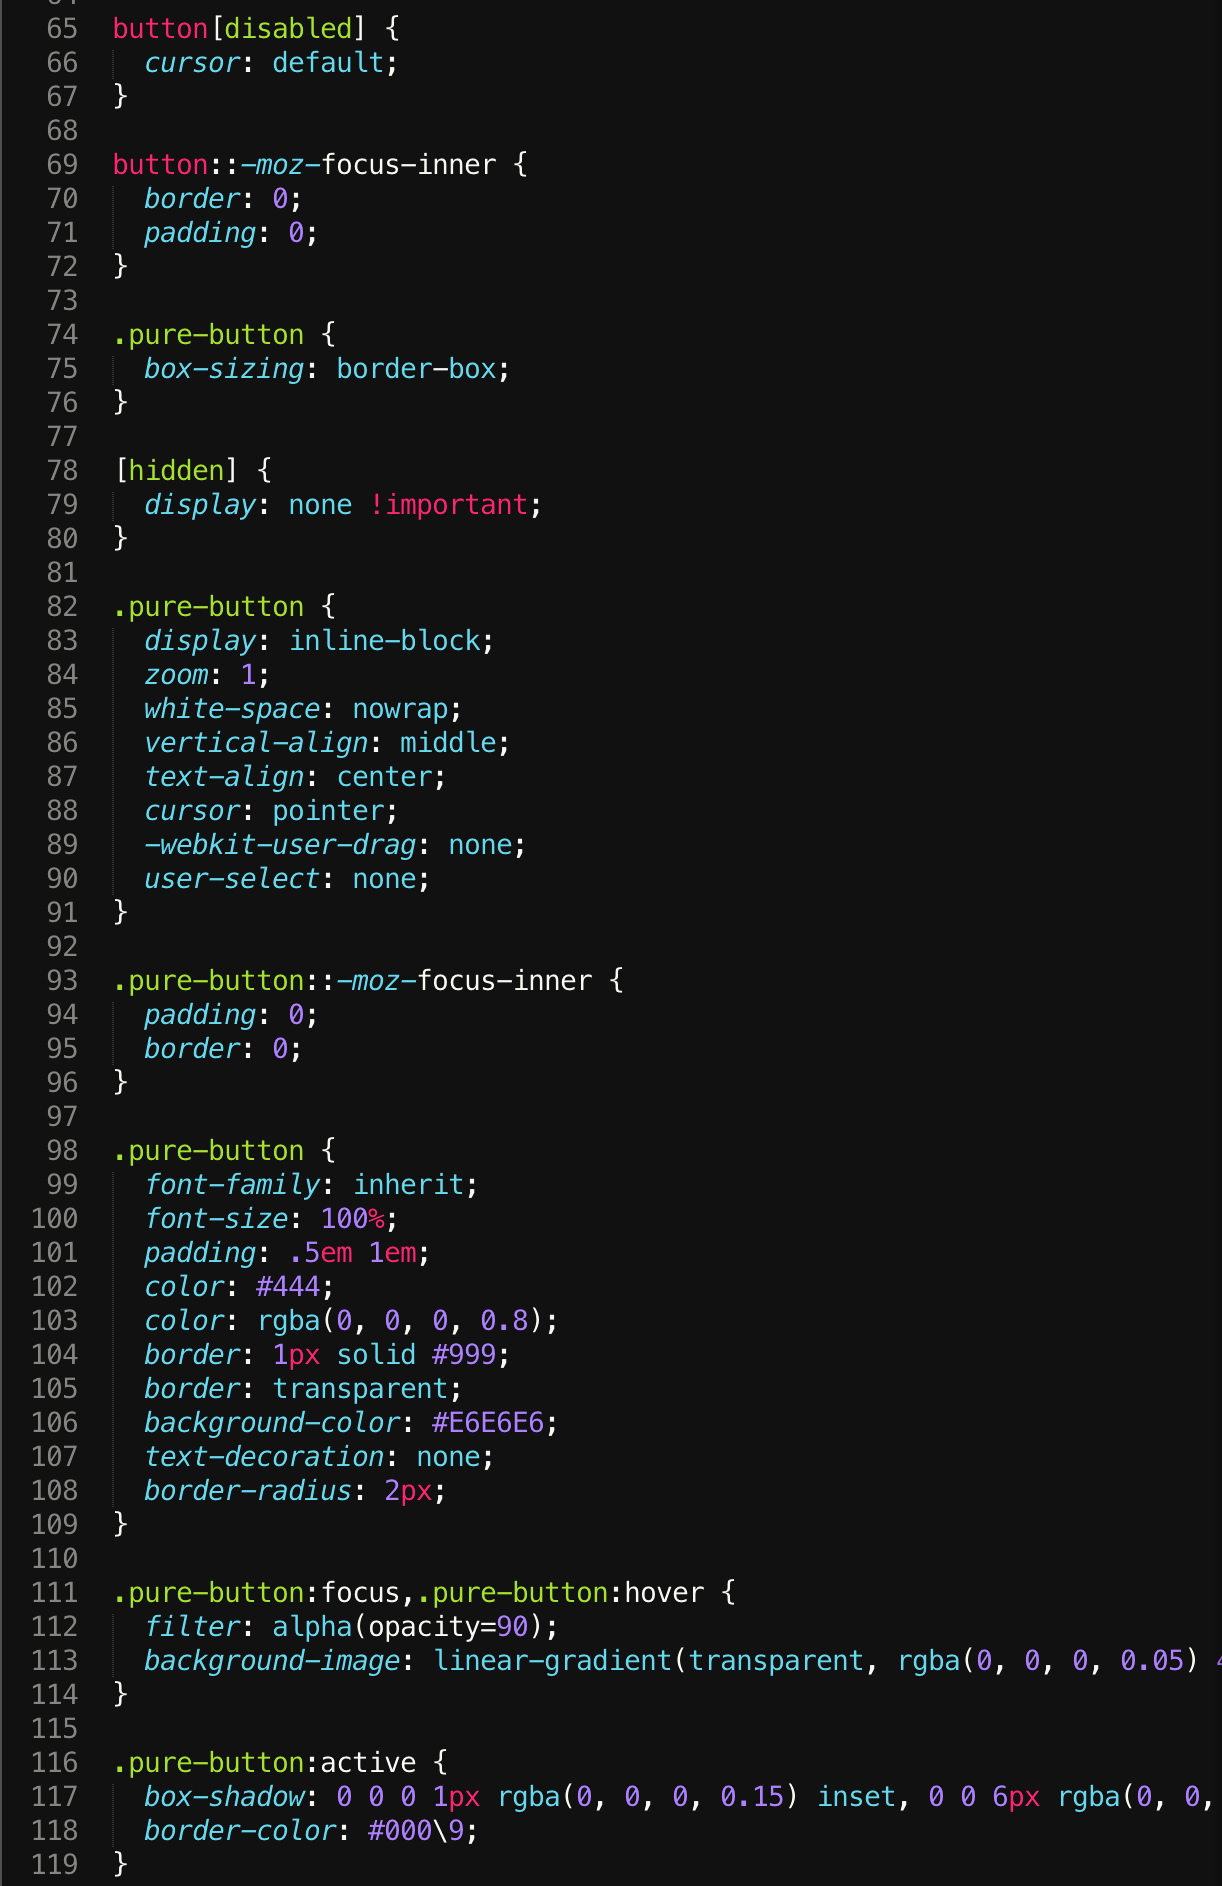 65 button[disabled] {
66   cursor: default;
67 }
68
69 button::-moz-focus-inner {
70   border: 0;
71   padding: 0;
72 }
73
74 .pure-button {
75   box-sizing: border-box;
76 }
77
78 [hidden] {
79   display: none !important;
80 }
81
82 .pure-button {
83   display: inline-block;
84   zoom: 1;
85   white-space: nowrap;
86   vertical-align: middle;
87   text-align: center;
88   cursor: pointer;
89   -webkit-user-drag: none;
90   user-select: none;
91 }
92
93 .pure-button::-moz-focus-inner {
94   padding: 0;
95   border: 0;
96 }
97
98 .pure-button {
99   font-family: inherit;
100   font-size: 100%;
101   padding: .5em 1em;
102   color: #444;
103   color: rgba(0, 0, 0, 0.8);
104   border: 1px solid #999;
105   border: transparent;
106   background-color: #E6E6E6;
107   text-decoration: none;
108   border-radius: 2px;
109 }
110
111 .pure-button:focus,.pure-button:hover {
112   filter: alpha(opacity=90);
113   background-image: linear-gradient(transparent, rgba(0, 0, 0, 0.05)
114 }
115
116 .pure-button:active {
117   box-shadow: 0 0 0 1px rgba(0, 0, 0, 0.15) inset, 0 0 6px rgba(0, 0,
118   border-color: #000\9;
119 }